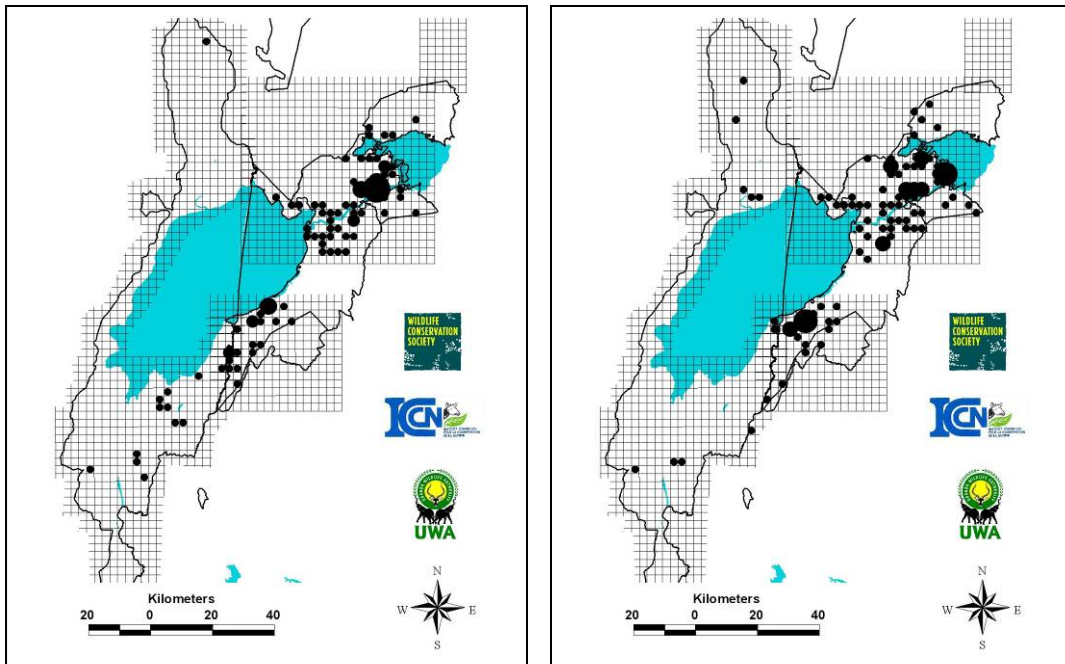 WILDLIFE
CONSERVATION
SOCIETY
ICCN
UWA
N
W E
S
Kilometers
20 0 20 40
WILDLIFE
CONSERVATION
SOCIETY
ICCN
UWA
N
W E
S
Kilometers
20 0 20 40